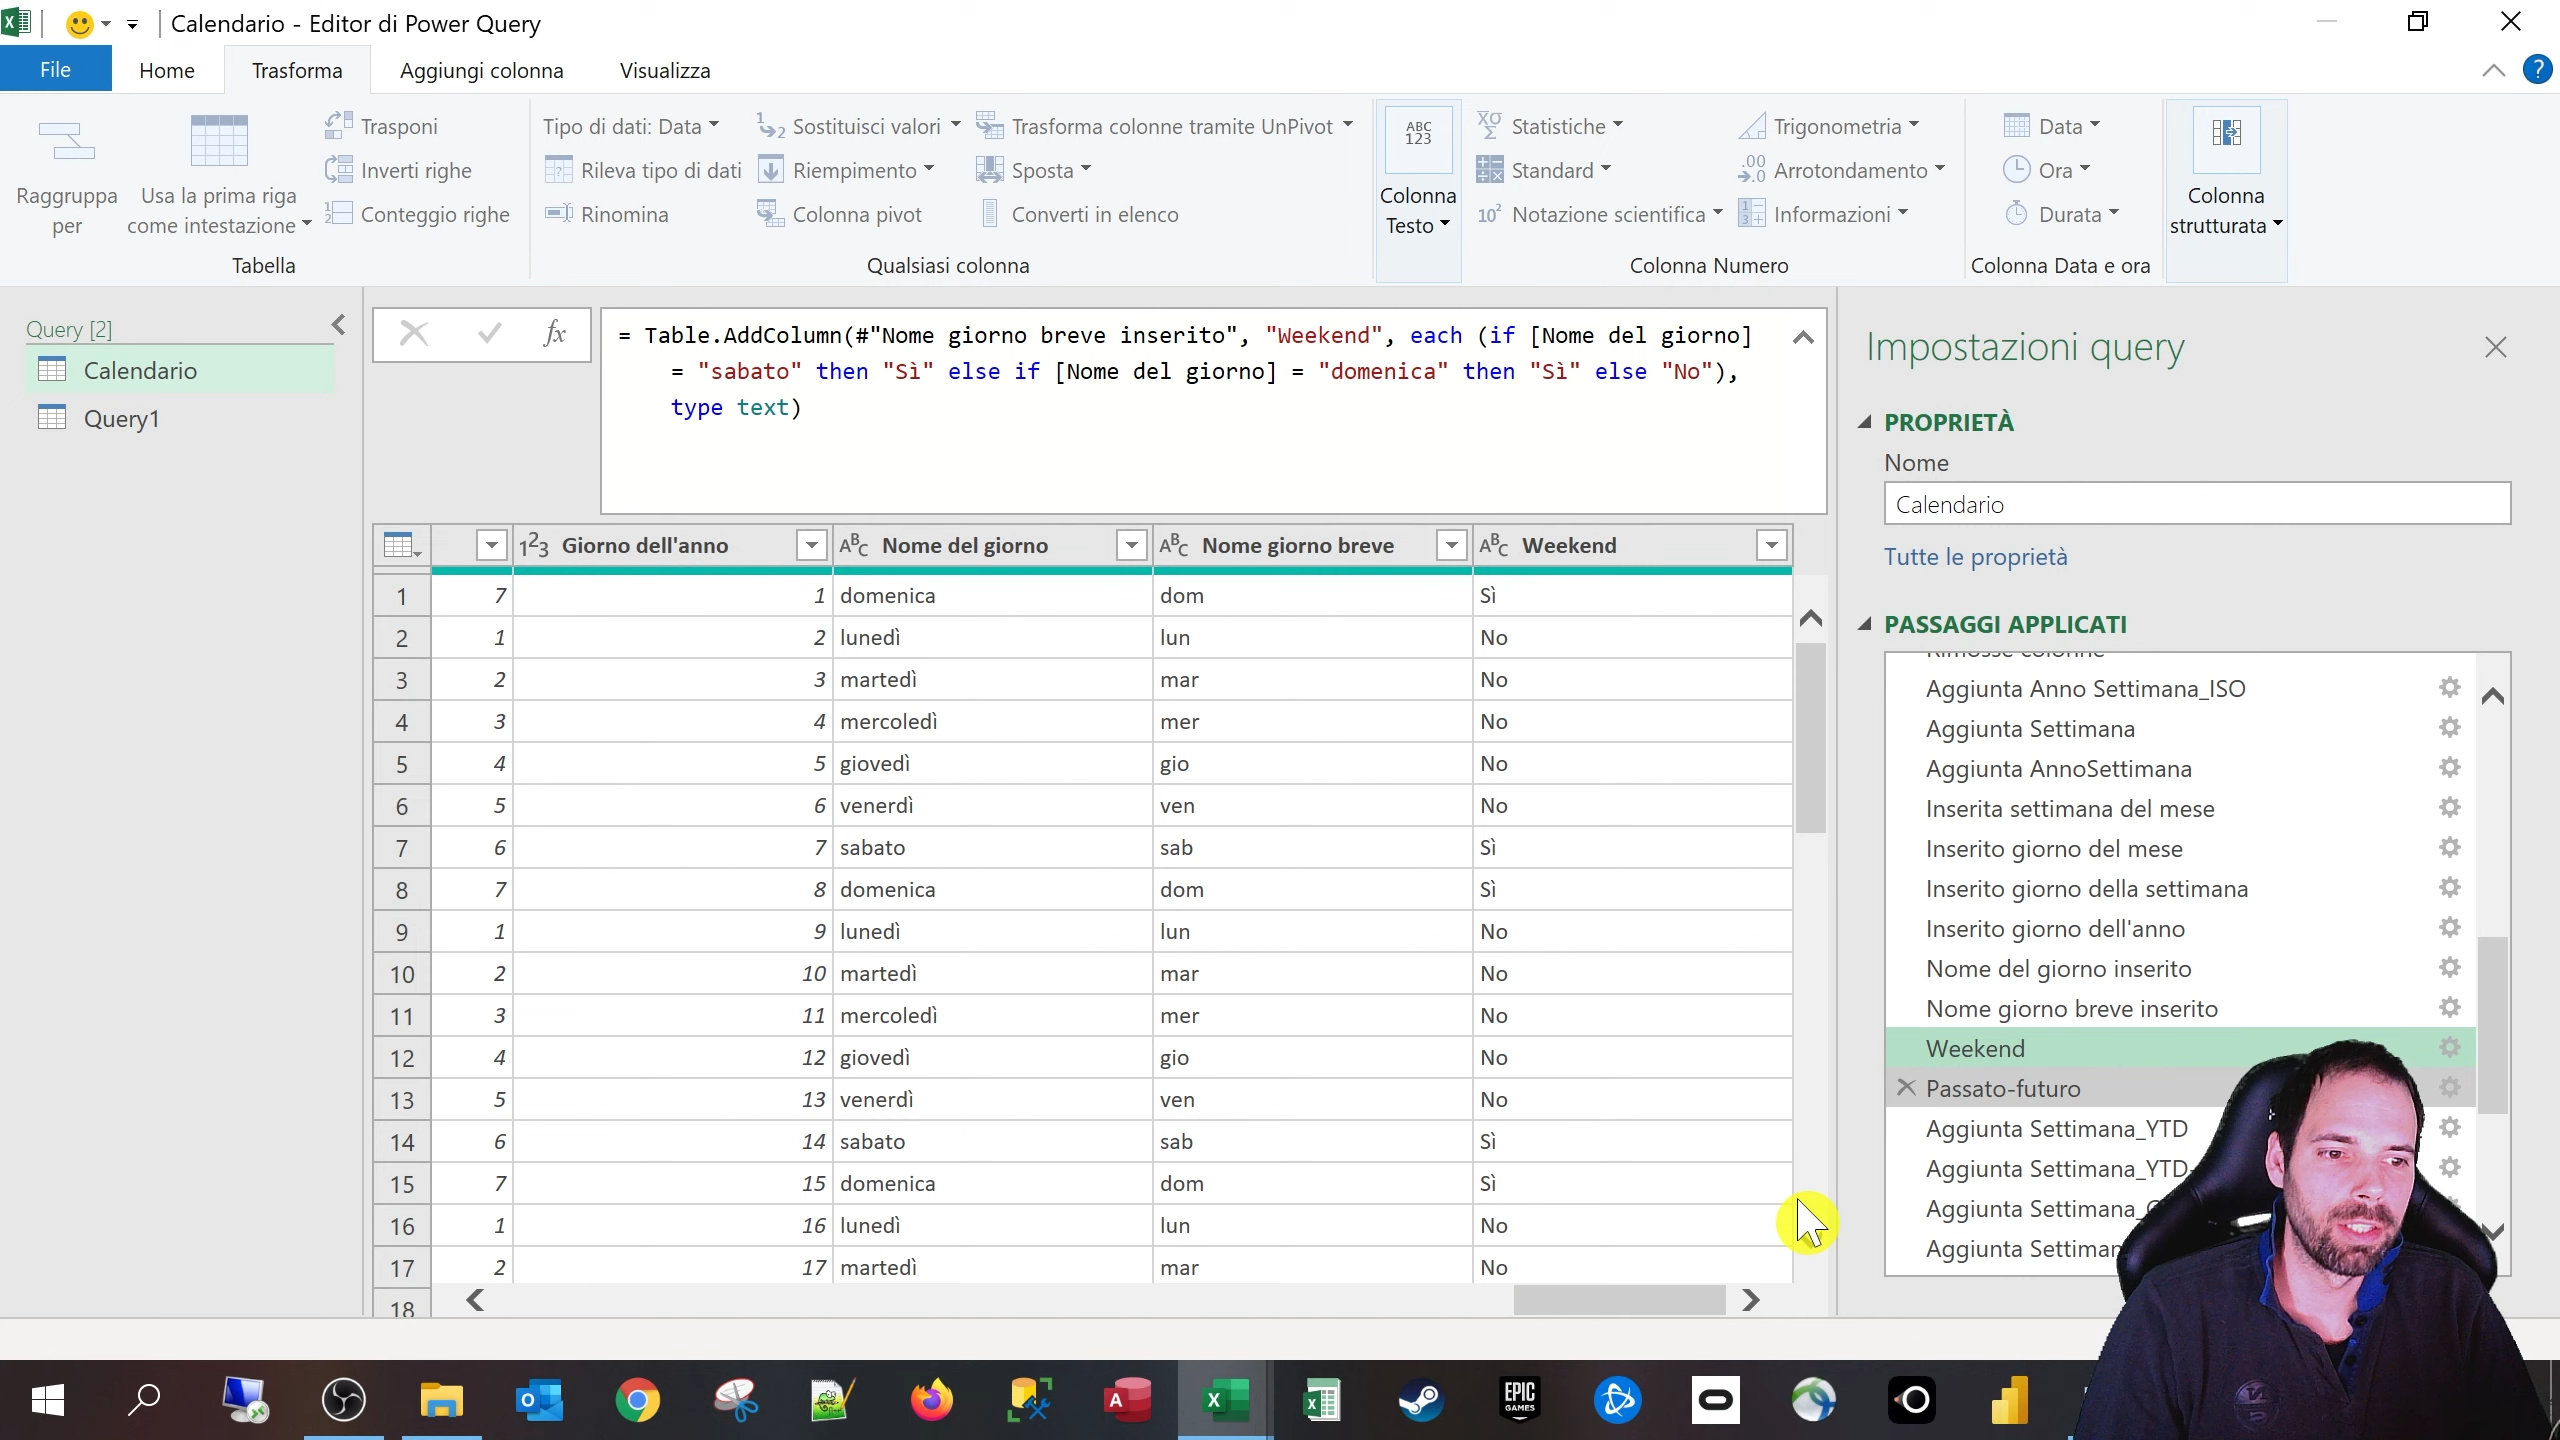 Calendario - Editor di Power Query
File
Home
Trasforma
Aggiungi colonna
Visualizza
Raggruppa per
Usa la prima riga come intestazione
Trasponi
Inverti righe
Conteggio righe
Tabella
Tipo di dati: Data
Rileva tipo di dati
Rinomina
Sostituisci valori
Riempimento
Colonna pivot
Trasforma colonne tramite UnPivot
Sposta
Converti in elenco
Qualsiasi colonna
ABC
123
Colonna Testo
Statistiche
Standard
Notazione scientifica
Trigonometria
Arrotondamento
Informazioni
Colonna Numero
Data
Ora
Durata
Colonna Data e ora
Colonna strutturata
Query [2]
Calendario
Query1
fx
= Table.AddColumn(#"Nome giorno breve inserito", "Weekend", each (if [Nome del giorno]
= "sabato" then "Sì" else if [Nome del giorno] = "domenica" then "Sì" else "No"),
type text)
Giorno dell'anno Nome del giorno Nome giorno breve Weekend
1 7 1 domenica dom Sì
2 1 2 lunedì lun No
3 2 3 martedì mar No
4 3 4 mercoledì mer No
5 4 5 giovedì gio No
6 5 6 venerdì ven No
7 6 7 sabato sab Sì
8 7 8 domenica dom Sì
9 1 9 lunedì lun No
10 2 10 martedì mar No
11 3 11 mercoledì mer No
12 4 12 giovedì gio No
13 5 13 venerdì ven No
14 6 14 sabato sab Sì
15 7 15 domenica dom Sì
16 1 16 lunedì lun No
17 2 17 martedì mar No
18
Impostazioni query
PROPRIETÀ
Nome
Calendario
Tutte le proprietà
PASSAGGI APPLICATI
Aggiunta Anno Settimana_ISO
Aggiunta Settimana
Aggiunta AnnoSettimana
Inserita settimana del mese
Inserito giorno del mese
Inserito giorno della settimana
Inserito giorno dell'anno
Nome del giorno inserito
Nome giorno breve inserito
Weekend
Passato-futuro
Aggiunta Settimana_YTD
Aggiunta Settimana_YTD-
Aggiunta Settimana_
Aggiunta
EPIC
GAMES